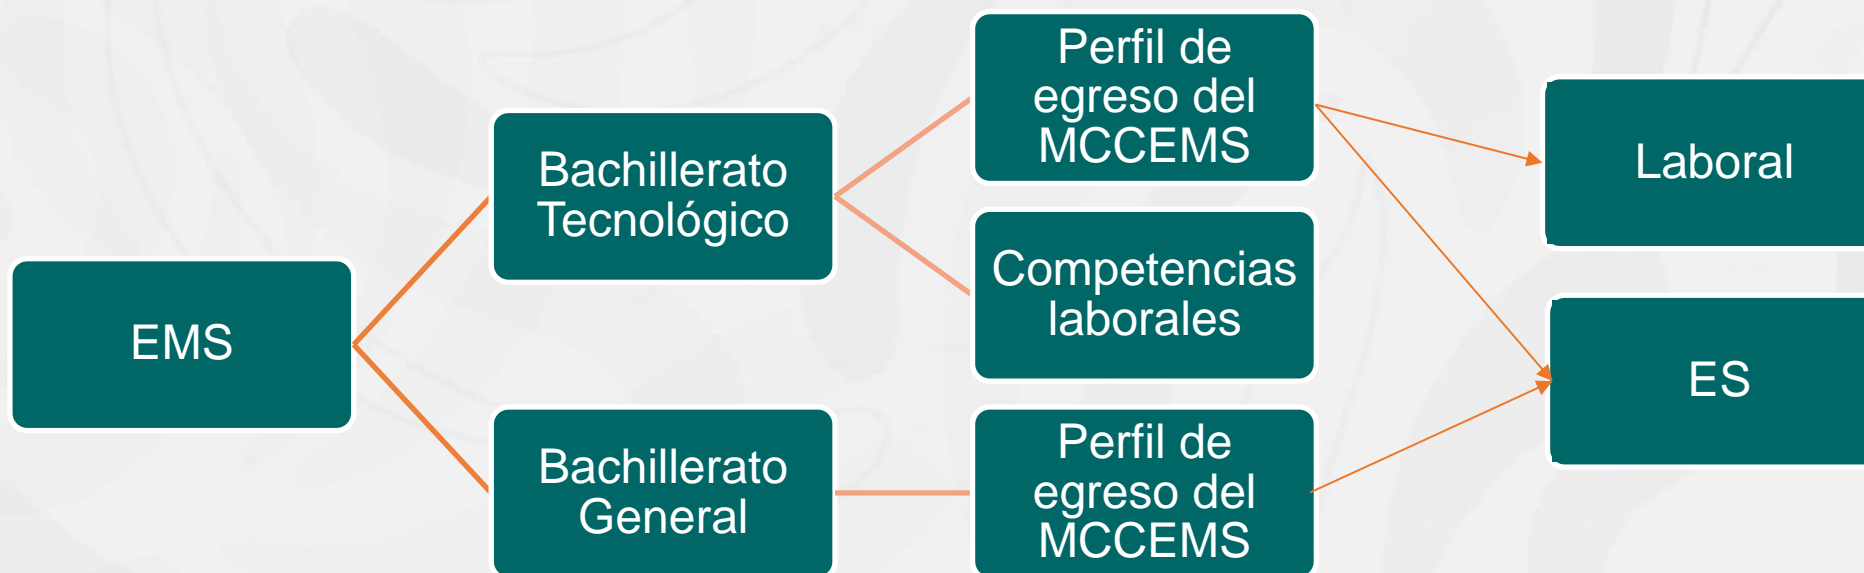 EMS
Bachillerato
Tecnológico
Bachillerato
General
Perfil de
egreso del
MCCEMS
Competencias
laborales
Perfil de
egreso del
MCCEMS
Laboral
ES